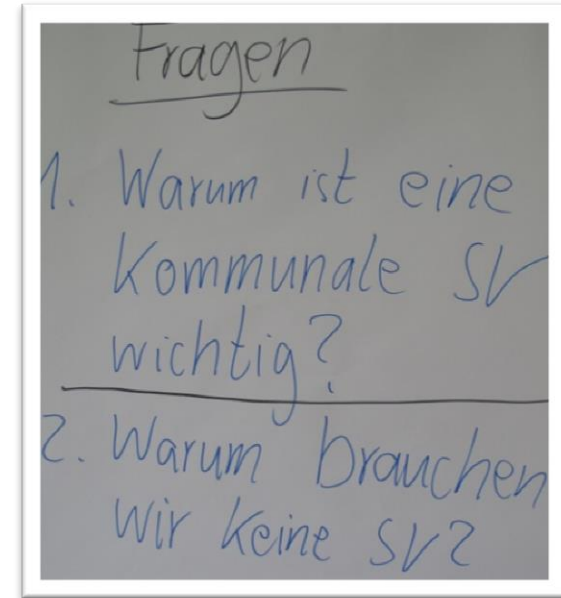 Fragen
1. Warum ist eine
Kommunale SV
wichtig?
2. Warum brauchen
wir keine SV?